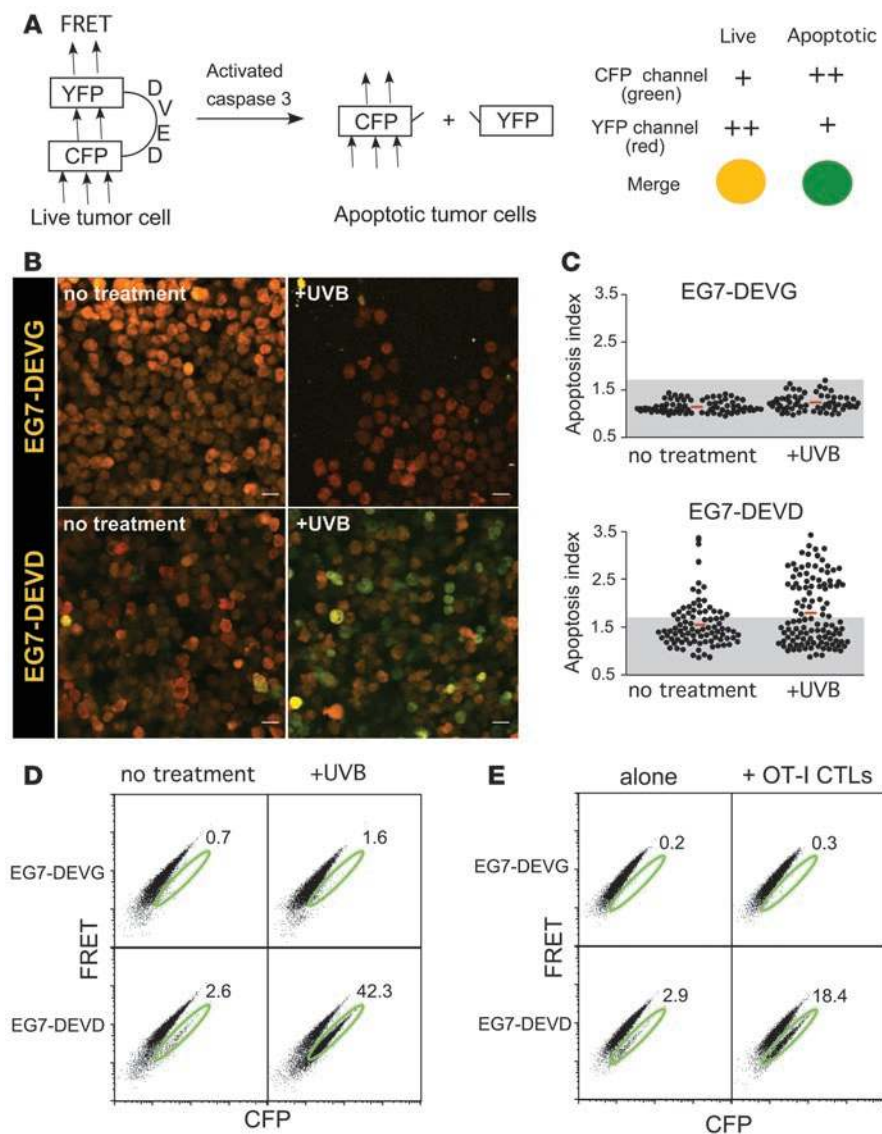 A
FRET
YFP
CFP
D
V
E
D
Live tumor cell
Activated
caspase 3
CFP
+
YFP
Apoptotic tumor cells
Live Apoptotic
CFP channel
(green)
+ ++
YFP channel
(red)
++ +
Merge
B
EG7-DEVG
no treatment
+UVB
EG7-DEVD
no treatment
+UVB
C
EG7-DEVG
Apoptosis index
3.5
2.5
1.5
0.5
no treatment +UVB
EG7-DEVD
Apoptosis index
3.5
2.5
1.5
0.5
no treatment +UVB
D
no treatment +UVB
EG7-DEVG
0.7 1.6
FRET
EG7-DEVD
2.6 42.3
CFP
E
alone + OT-I CTLs
EG7-DEVG
0.2 0.3
FRET
EG7-DEVD
2.9 18.4
CFP